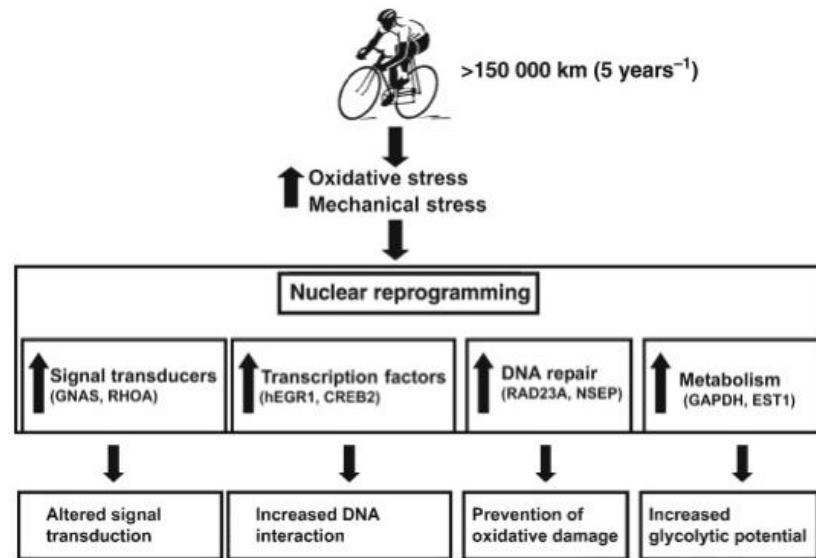 >150 000 km (5 years⁻¹)
Oxidative stress
Mechanical stress
Nuclear reprogramming
Signal transducers
(GNAS, RHOA)
Transcription factors
(hEGR1, CREB2)
DNA repair
(RAD23A, NSEP)
Metabolism
(GAPDH, EST1)
Altered signal
transduction
Increased DNA
interaction
Prevention of
oxidative damage
Increased
glycolytic potential